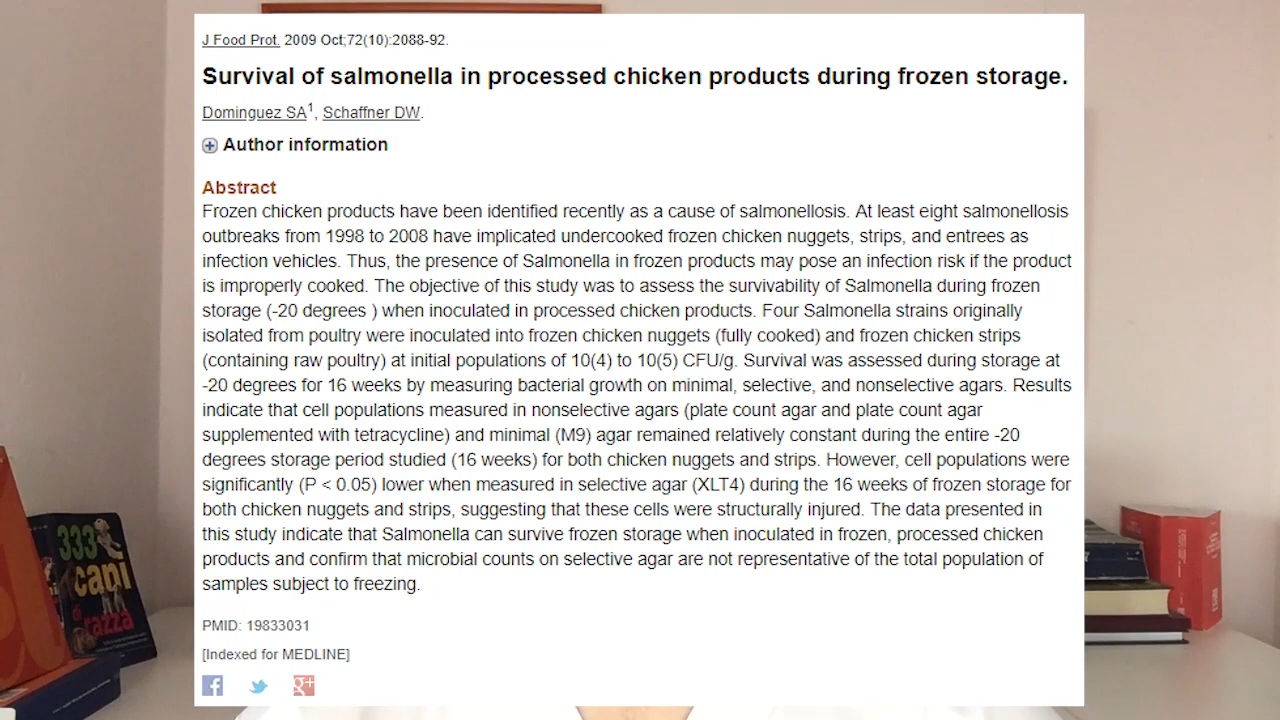 J Food Prot. 2009 Oct;72(10):2088-92.
Survival of salmonella in processed chicken products during frozen storage.
Dominguez SA1, Schaffner DW.
Author information
Abstract
Frozen chicken products have been identified recently as a cause of salmonellosis. At least eight salmonellosis
outbreaks from 1998 to 2008 have implicated undercooked frozen chicken nuggets, strips, and entrees as
infection vehicles. Thus, the presence of Salmonella in frozen products may pose an infection risk if the product
is improperly cooked. The objective of this study was to assess the survivability of Salmonella during frozen
storage (-20 degrees ) when inoculated in processed chicken products. Four Salmonella strains originally
isolated from poultry were inoculated into frozen chicken nuggets (fully cooked) and frozen chicken strips
(containing raw poultry) at initial populations of 10(4) to 10(5) CFU/g. Survival was assessed during storage at
-20 degrees for 16 weeks by measuring bacterial growth on minimal, selective, and nonselective agars. Results
indicate that cell populations measured in nonselective agars (plate count agar and plate count agar
supplemented with tetracycline) and minimal (M9) agar remained relatively constant during the entire -20
degrees storage period studied (16 weeks) for both chicken nuggets and strips. However, cell populations were
significantly (P < 0.05) lower when measured in selective agar (XLT4) during the 16 weeks of frozen storage for
both chicken nuggets and strips, suggesting that these cells were structurally injured. The data presented in
this study indicate that Salmonella can survive frozen storage when inoculated in frozen, processed chicken
products and confirm that microbial counts on selective agar are not representative of the total population of
samples subject to freezing.
PMID: 19833031
[Indexed for MEDLINE]
333
cani
di
razza